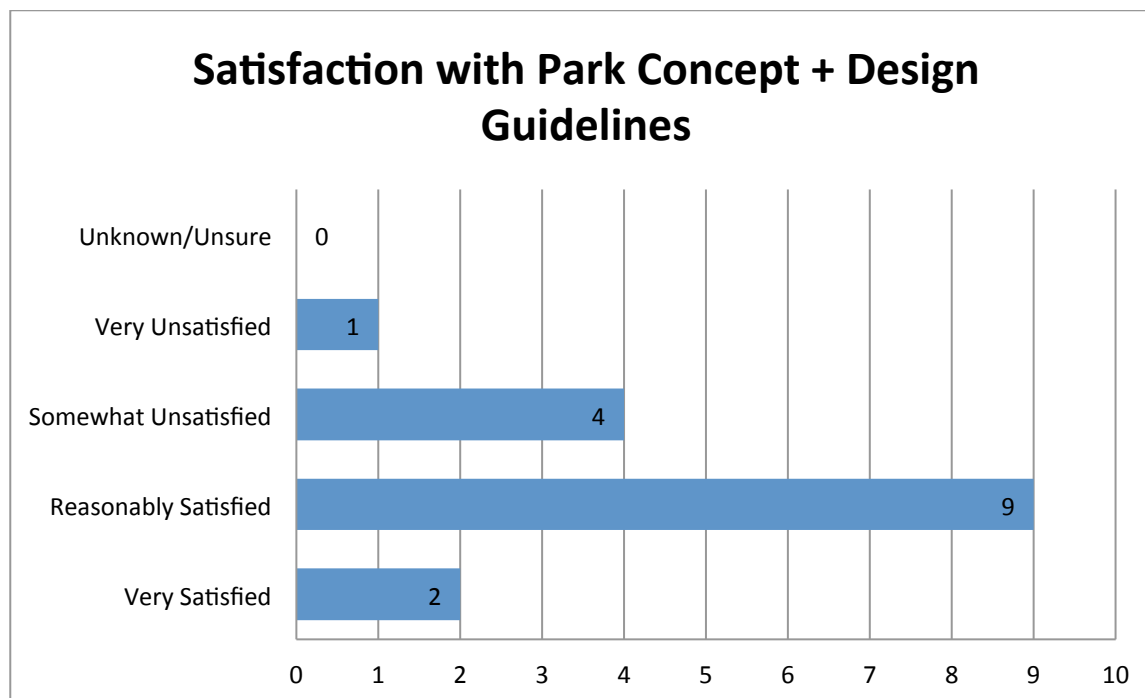 Satisfaction with Park Concept + Design
Guidelines
Unknown/Unsure
0
Very Unsatisfied
1
Somewhat Unsatisfied
4
Reasonably Satisfied
9
Very Satisfied
2
0 1 2 3 4 5 6 7 8 9 10